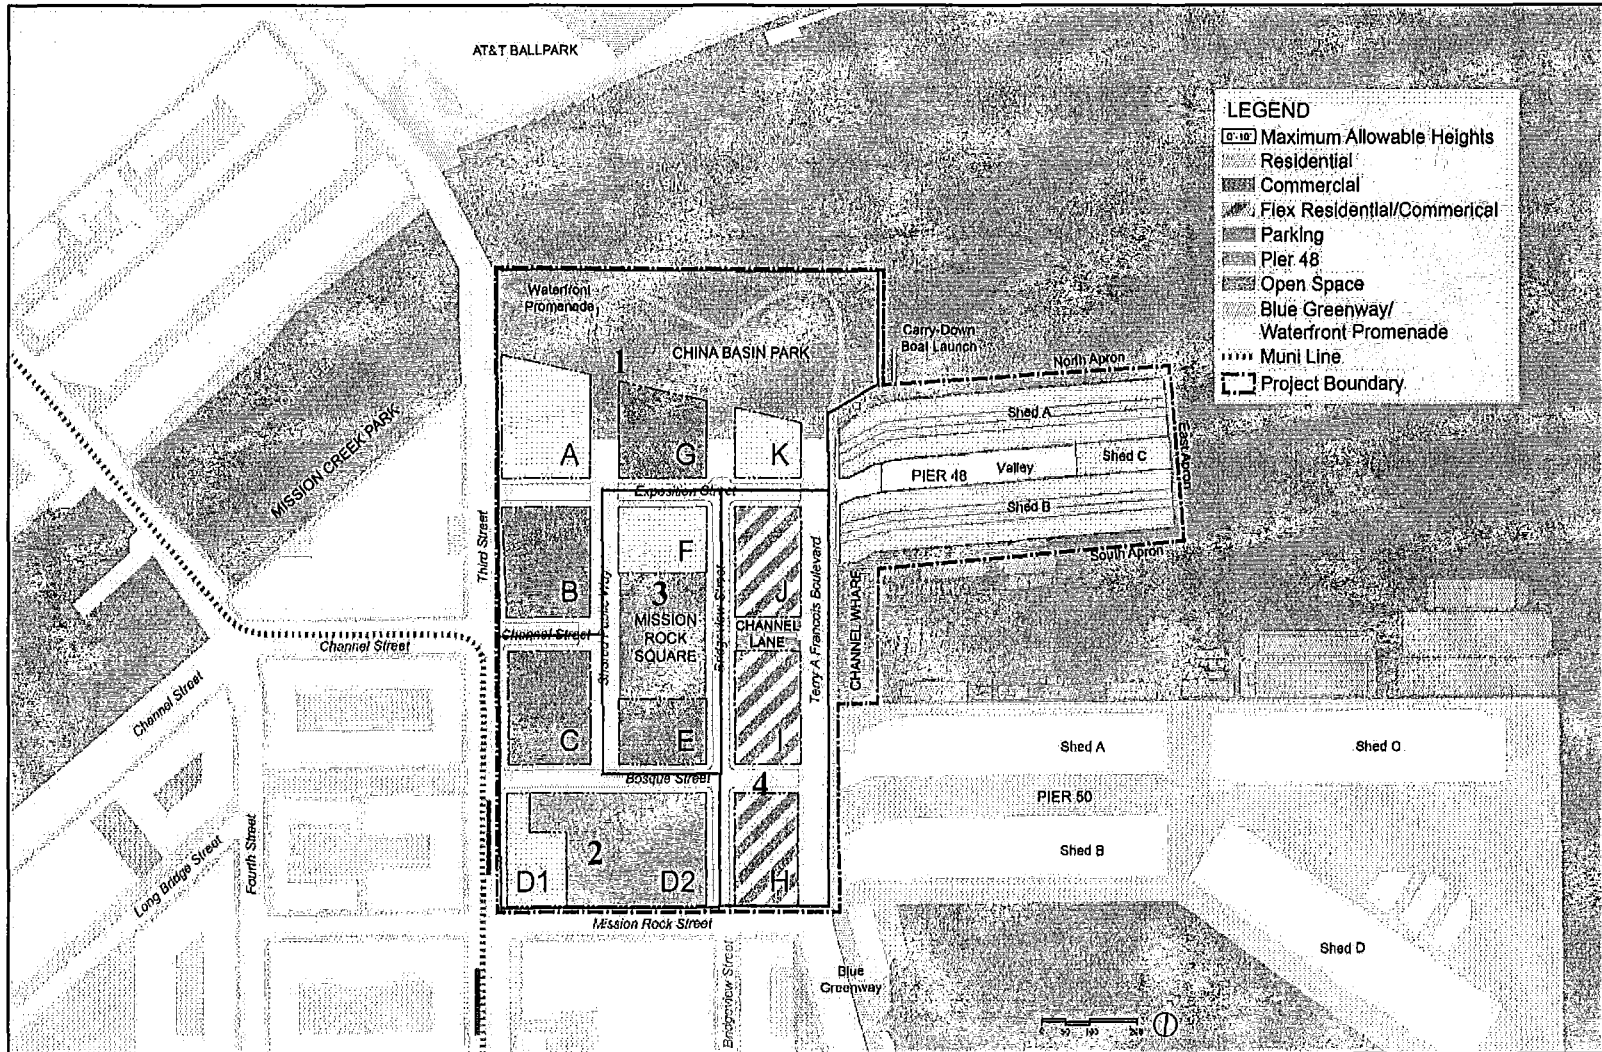 AT&T BALLPARK
LEGEND
0'-10' Maximum Allowable Heights
Residential
Commercial
Flex Residential/Commerical
Parking
Pier 48
Open Space
Blue Greenway/
Waterfront Promenade
Muni Line
Project Boundary
Waterfront
Promenade
1
CHINA BASIN PARK
Carry-Down
Boat Launch
North Apron
Shed A
East Apron
Shed C
PIER 48
Valley
Shed B
South Apron
MISSION CREEK PARK
A
G
K
Exposition Street
Third Street
F
B
3
J
MISSION
ROCK
SQUARE
CHANNEL
LANE
Bridgeview Street
Terry A Francois Boulevard
CHANNEL WHARF
Channel Street
Channel Street
Channel Street
C
E
I
Bosque Street
4
Shed A
Shed O
PIER 50
Shed B
Shed D
2
D1
D2
H
Long Bridge Street
Fourth Street
Mission Rock Street
Bridgeview Street
Blue
Greenway